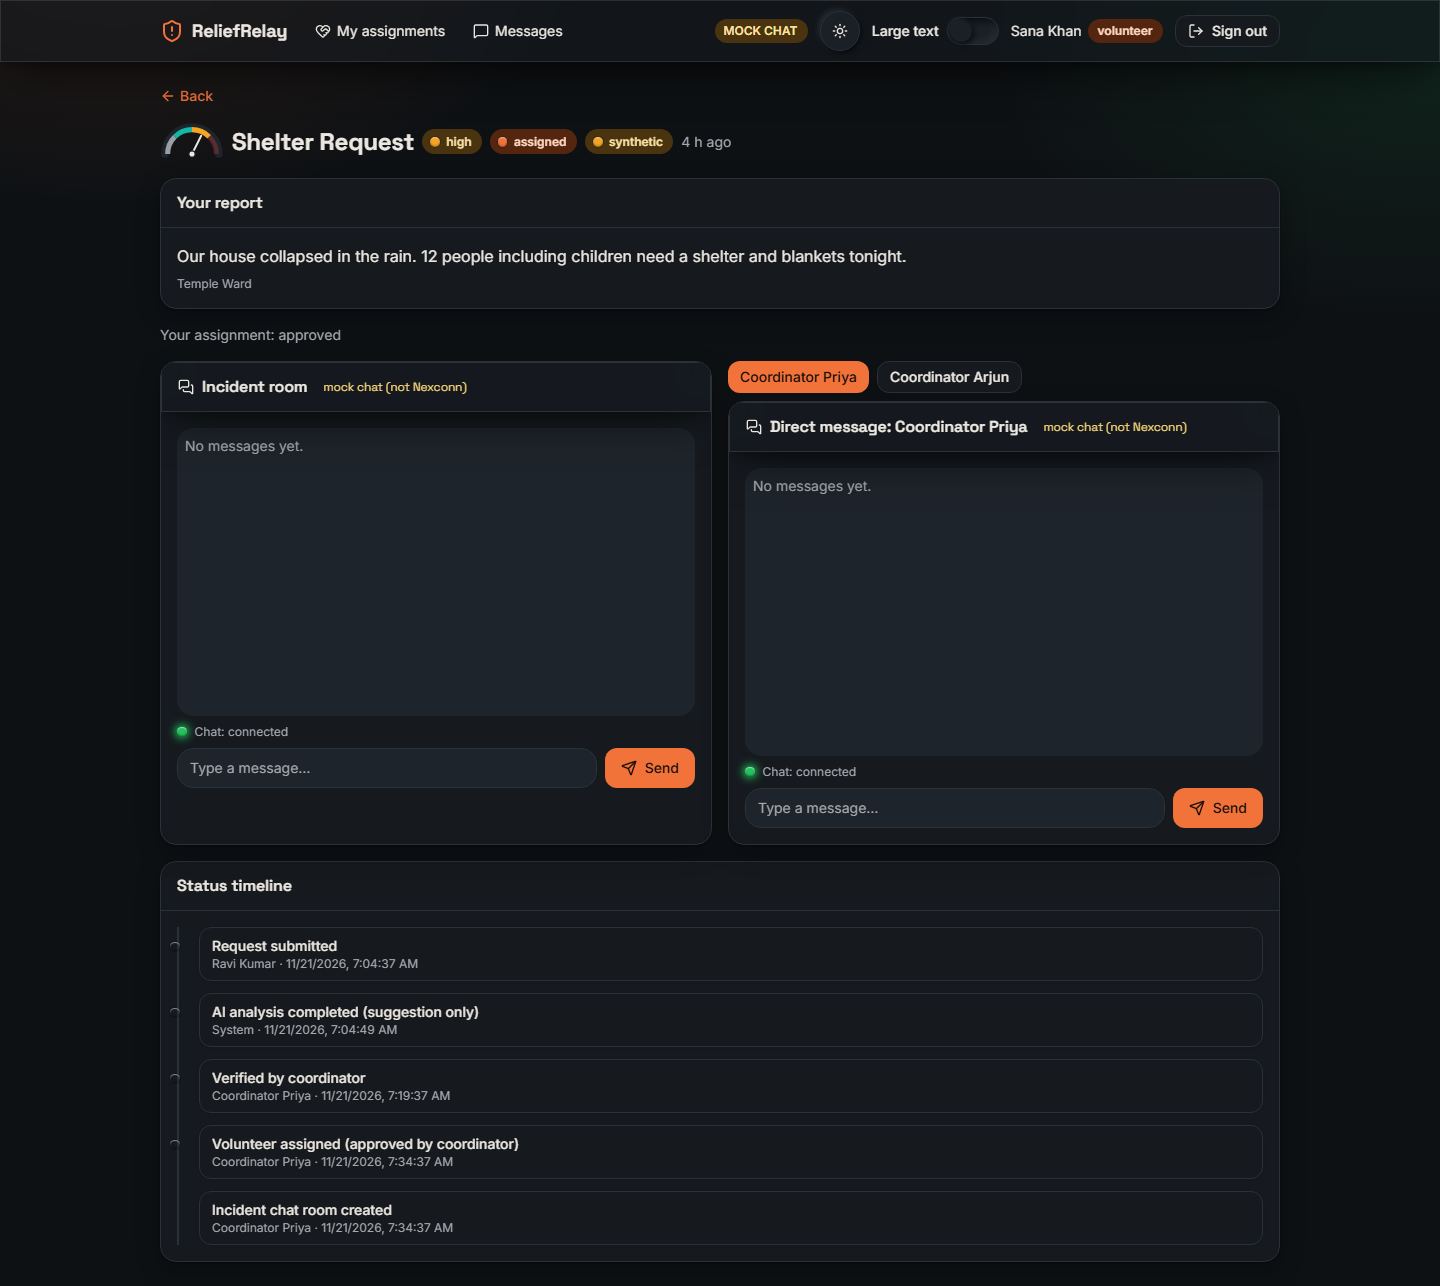 ReliefRelay My assignments Messages MOCK CHAT Large text Sana Khan volunteer Sign out
Back
Shelter Request high assigned synthetic 4 h ago
Your report
Our house collapsed in the rain. 12 people including children need a shelter and blankets tonight.
Temple Ward
Your assignment: approved
Incident room mock chat (not Nexconn)
No messages yet.
Chat: connected
Type a message... Send
Coordinator Priya Coordinator Arjun
Direct message: Coordinator Priya mock chat (not Nexconn)
No messages yet.
Chat: connected
Type a message... Send
Status timeline
Request submitted
Ravi Kumar · 11/21/2026, 7:04:37 AM
AI analysis completed (suggestion only)
System · 11/21/2026, 7:04:49 AM
Verified by coordinator
Coordinator Priya · 11/21/2026, 7:19:37 AM
Volunteer assigned (approved by coordinator)
Coordinator Priya · 11/21/2026, 7:34:37 AM
Incident chat room created
Coordinator Priya · 11/21/2026, 7:34:37 AM